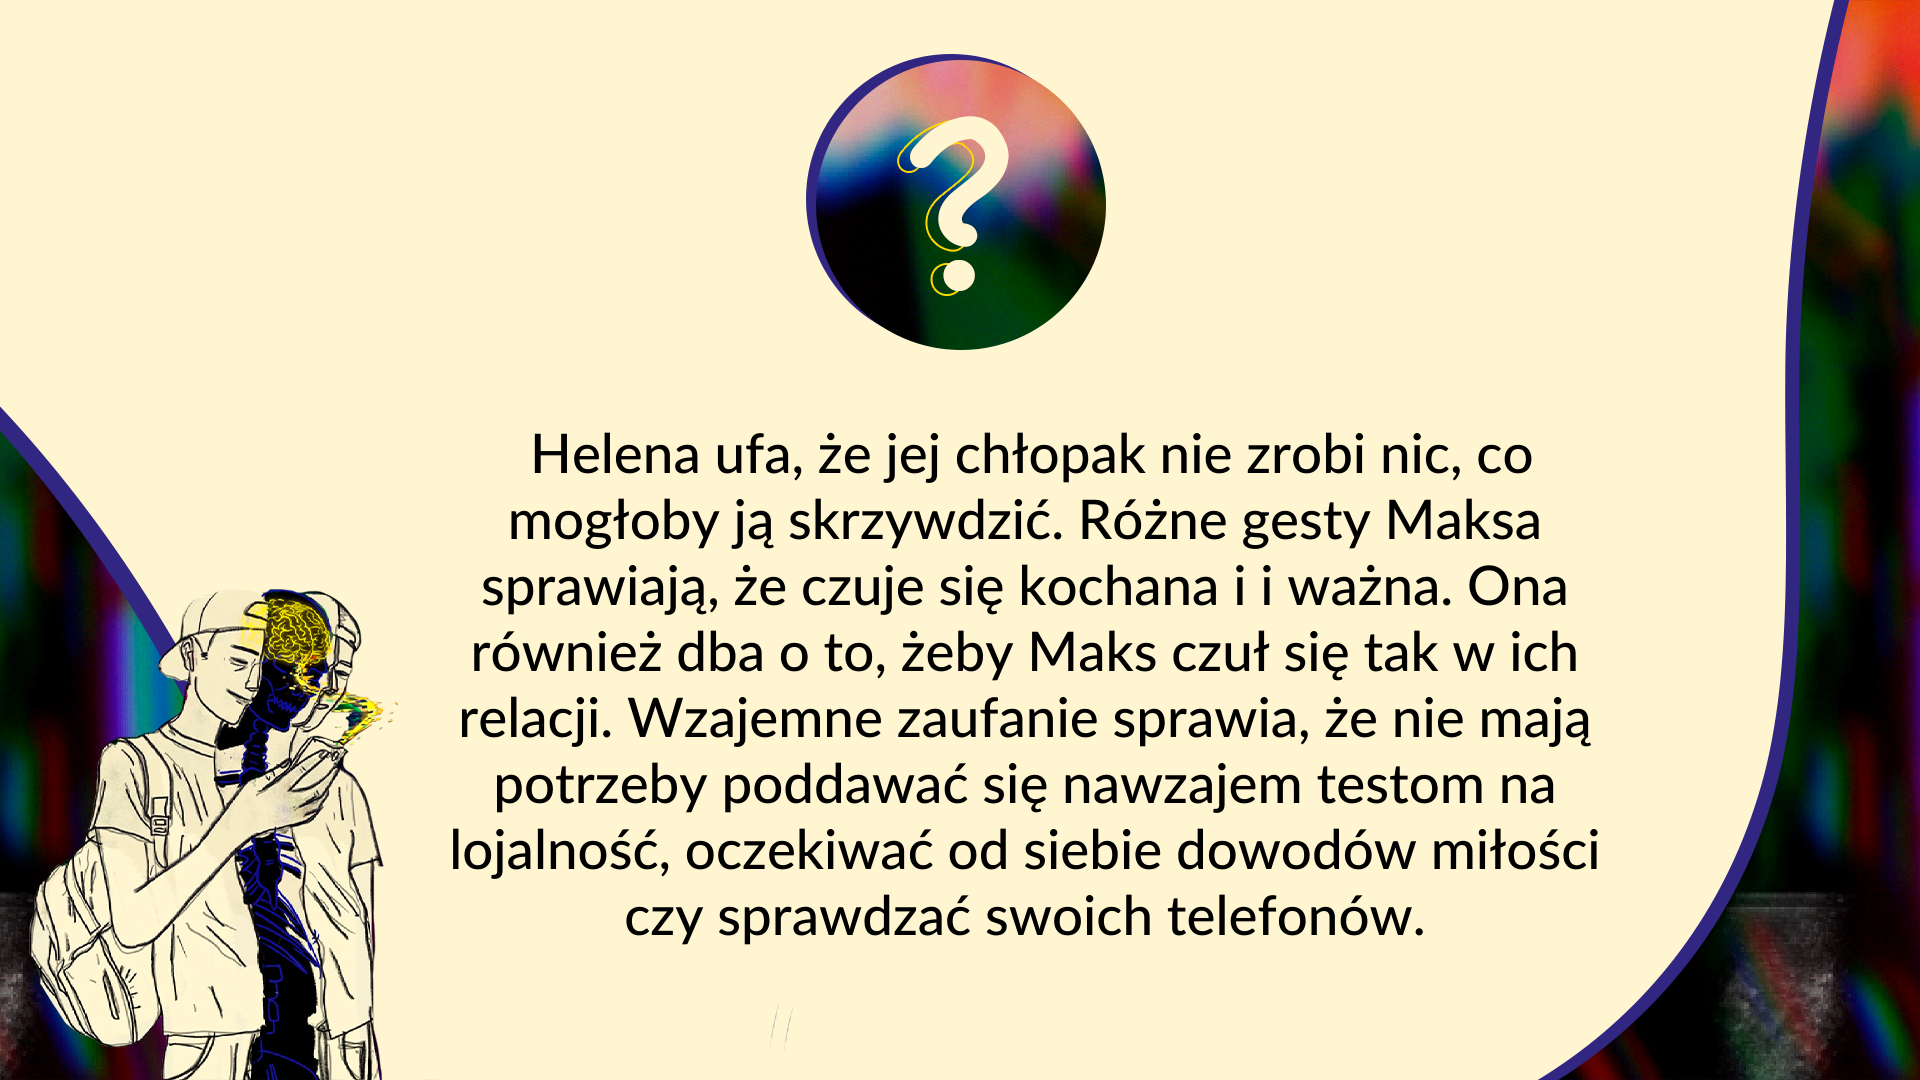 ?
Helena ufa, że jej chłopak nie zrobi nic, co
mogłoby ją skrzywdzić. Różne gesty Maksa
sprawiają, że czuje się kochana i i ważna. Ona
również dba o to, żeby Maks czuł się tak w ich
relacji. Wzajemne zaufanie sprawia, że nie mają
potrzeby poddawać się nawzajem testom na
lojalność, oczekiwać od siebie dowodów miłości
czy sprawdzać swoich telefonów.